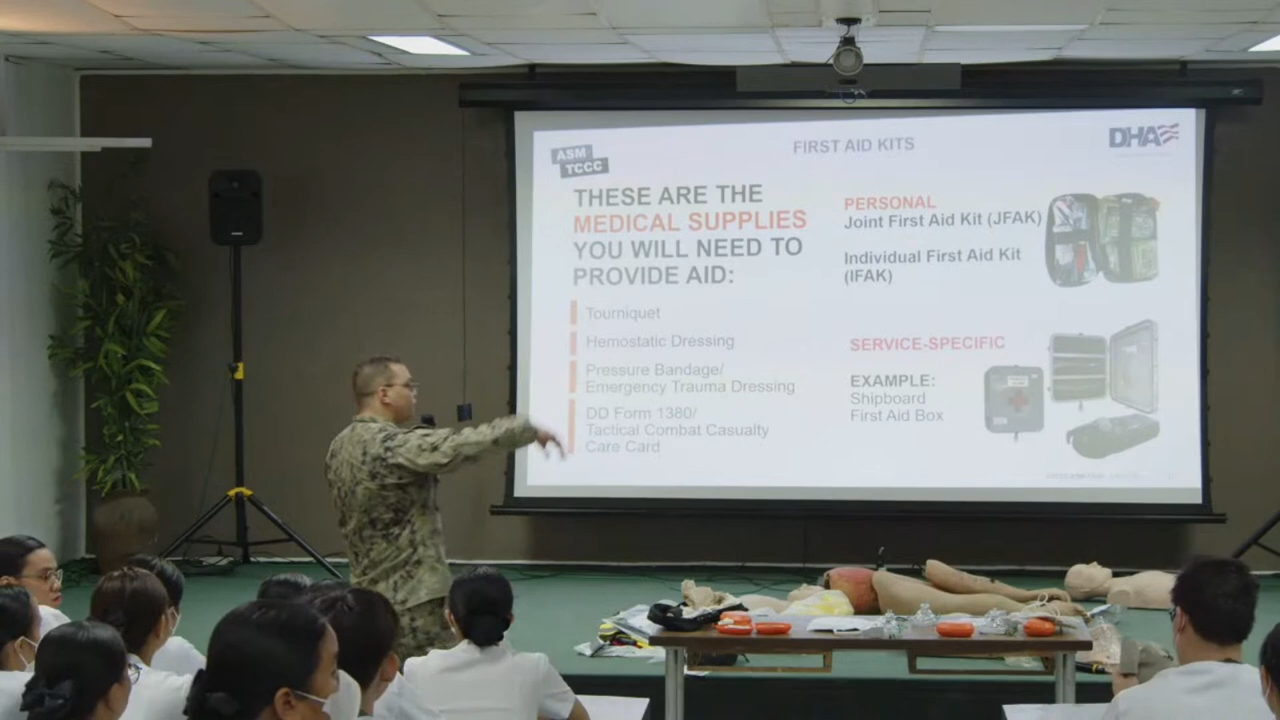 ASM
TCCC
FIRST AID KITS
DHA
THESE ARE THE
MEDICAL SUPPLIES
YOU WILL NEED TO
PROVIDE AID:
Tourniquet
Hemostatic Dressing
Pressure Bandage/
Emergency Trauma Dressing
DD Form 1380/
Tactical Combat Casualty
Care Card
PERSONAL
Joint First Aid Kit (JFAK)
Individual First Aid Kit
(IFAK)
SERVICE-SPECIFIC
EXAMPLE:
Shipboard
First Aid Box